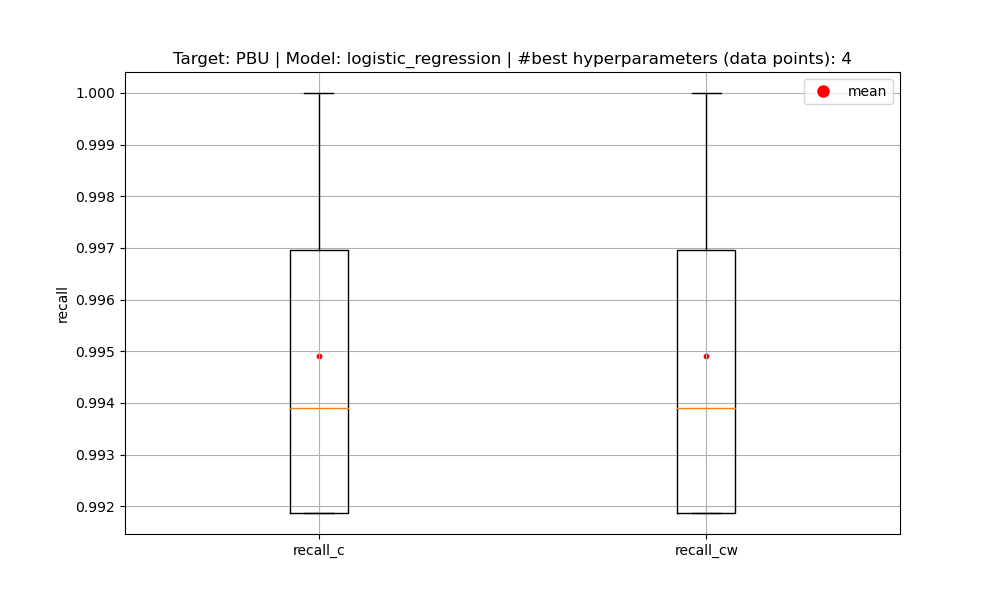 Target: PBU | Model: logistic_regression | #best hyperparameters (data points): 4
mean
1.000
0.999
0.998
0.997
0.996
0.995
0.994
0.993
0.992
recall
recall_c
recall_cw